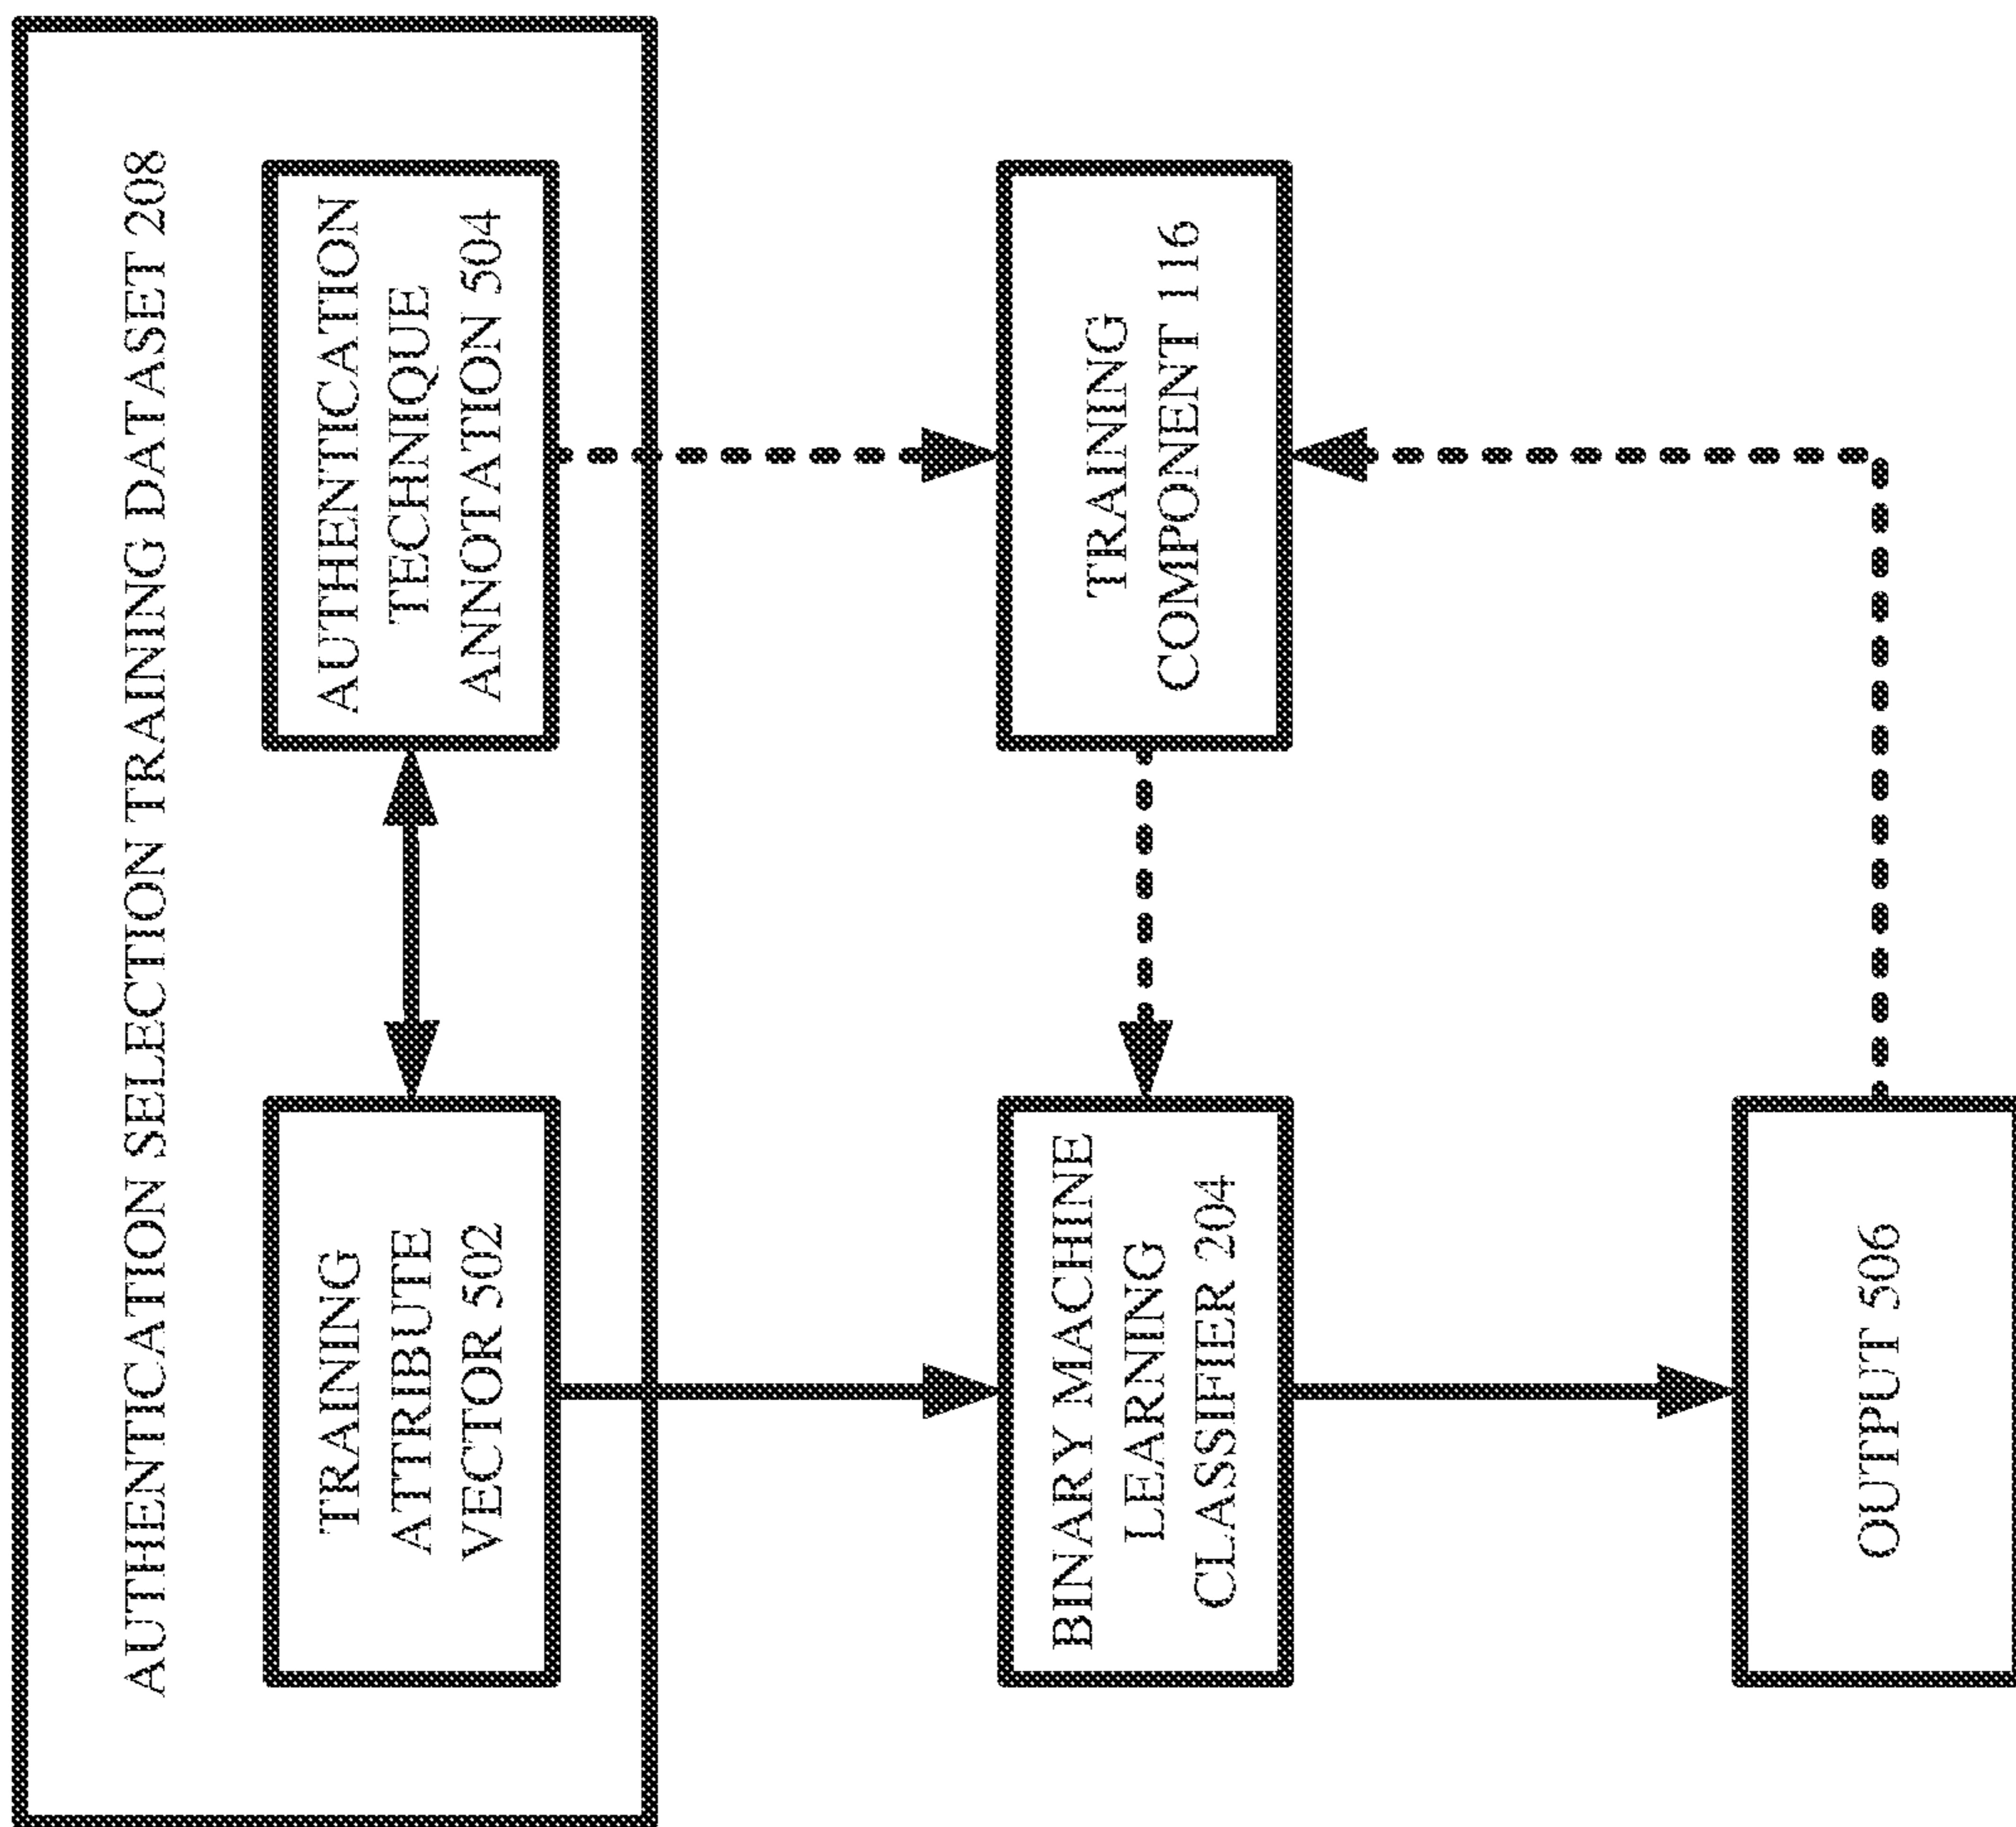 AUTHENTICATION SELECTION TRAINING DATASET 208
TRAINING
ATTRIBUTE
VECTOR 502
AUTHENTICATION
TECHNIQUE
ANNOTATION 504
BINARY MACHINE
LEARNING
CLASSIFIER 204
TRAINING
COMPONENT 116
OUTPUT 506